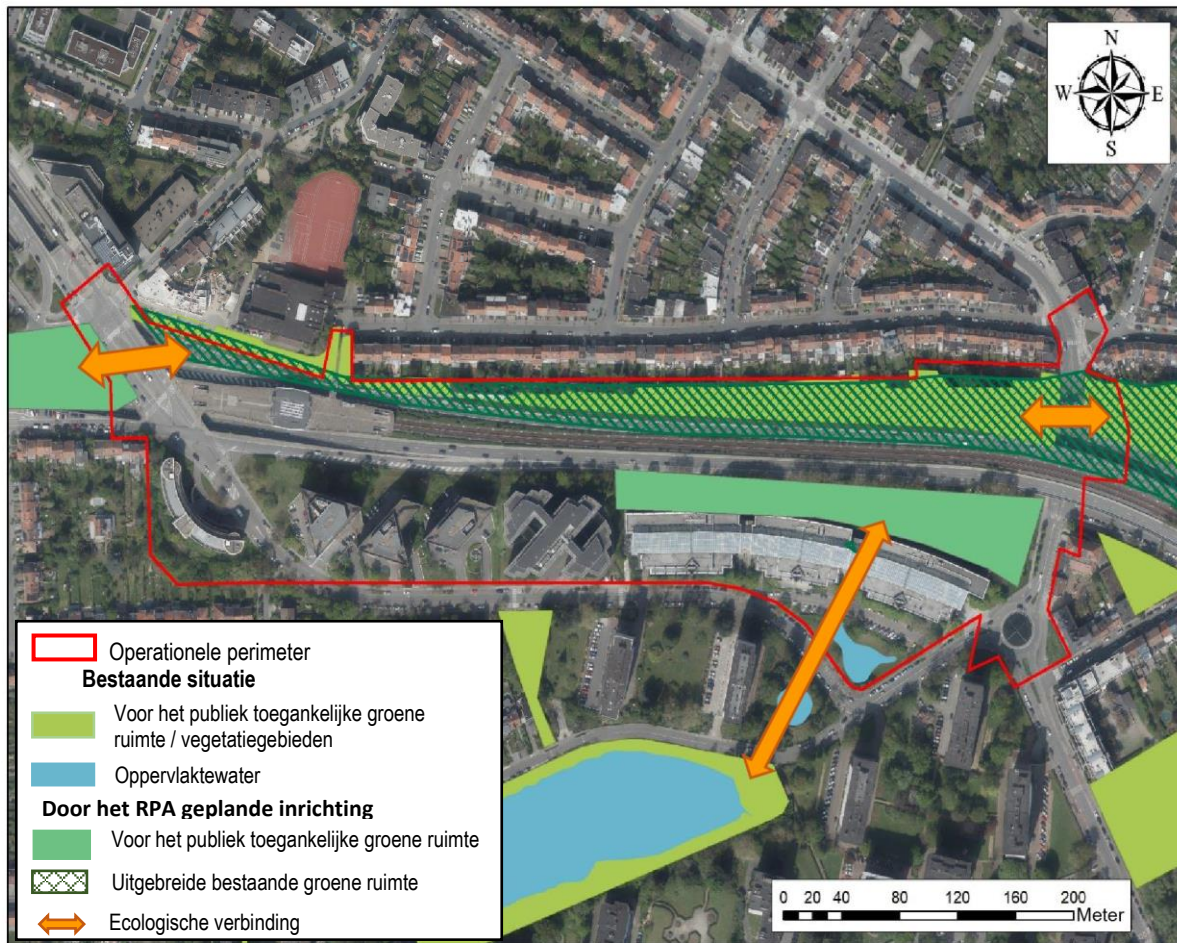 N
W E
S
Operationele perimeter
Bestaande situatie
Voor het publiek toegankelijke groene
ruimte / vegetatiegebieden
Oppervlaktewater
Door het RPA geplande inrichting
Voor het publiek toegankelijke groene ruimte
Uitgebreide bestaande groene ruimte
Ecologische verbinding
0 20 40 80 120 160 200
Meter